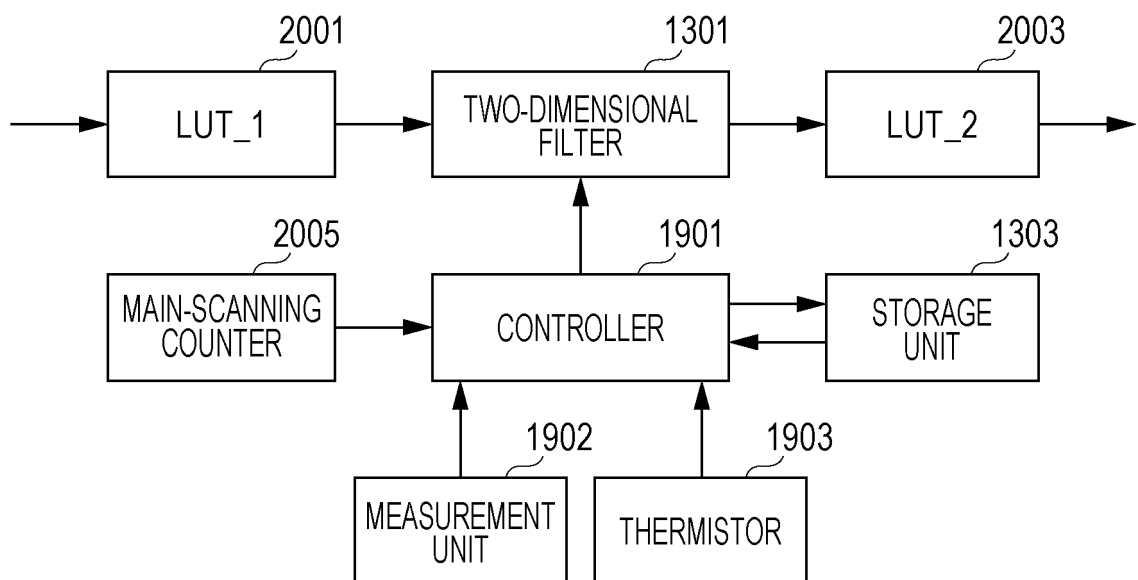 2001
1301
2003
LUT_1
TWO-DIMENSIONAL
FILTER
LUT_2
2005
1901
1303
MAIN-SCANNING
COUNTER
CONTROLLER
STORAGE
UNIT
1902
1903
MEASUREMENT
UNIT
THERMISTOR